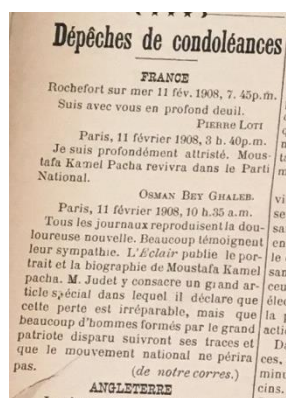 Dépêches de condoléances
FRANCE
Rochefort sur mer 11 fév. 1908, 7. 45p.m.
Suis avec vous en profond deuil.
PIERRE LOTI
Paris, 11 février 1908, 3 h. 40p.m.
Je suis profondément attristé. Mous-
tafa Kamel Pacha revivra dans le Parti
National.
OSMAN BEY GHALEB.
Paris, 11 février 1908, 10 h.35 a.m.
Tous les journaux reproduisent la dou-
loureuse nouvelle. Beaucoup témoignent
leur sympathie. L'Eclair publie le por-
trait et la biographie de Moustafa Kamel
pacha. M. Judet y consacre un grand ar-
ticle spécial dans lequel il déclare que
cette perte est irréparable, mais que
beaucoup d'hommes formés par le grand
patriote disparu suivront ses traces et
que le mouvement national ne périra
pas. (de notre corres.)
ANGLETERRE